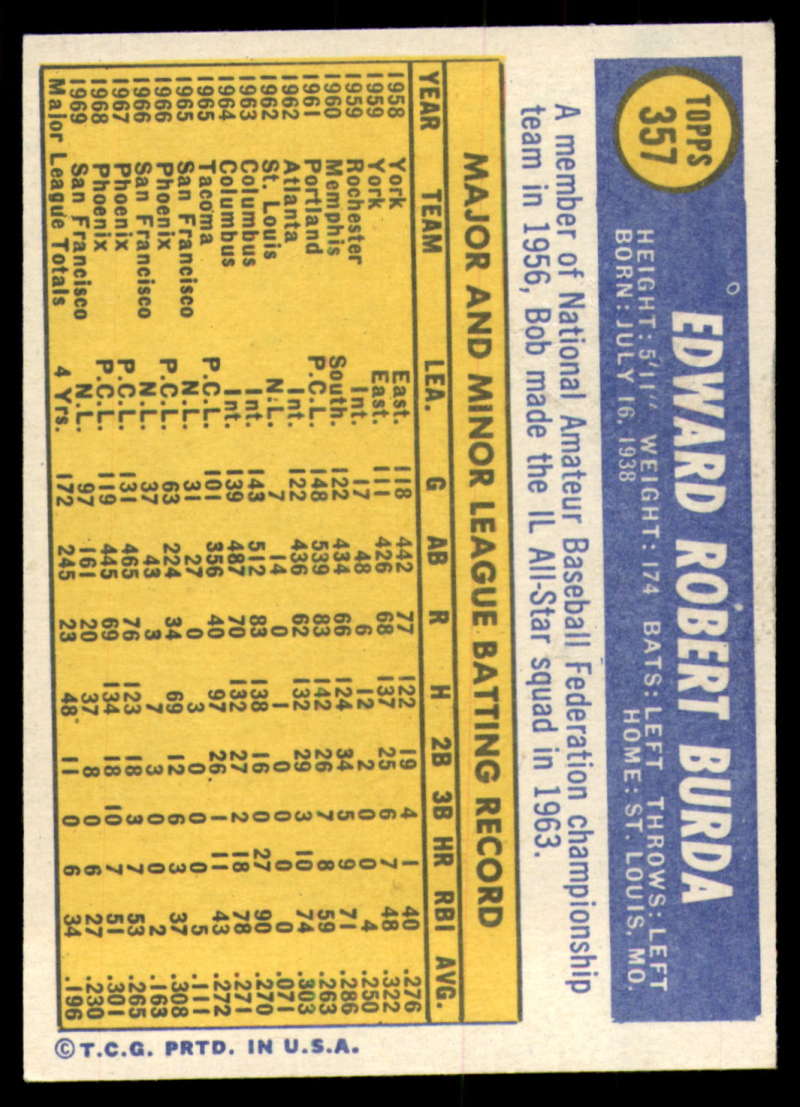 TOPPS
357
EDWARD ROBERT BURDA
HEIGHT: 5'11" WEIGHT: 174 BATS: LEFT THROWS: LEFT
BORN: JULY 16, 1938 HOME: ST. LOUIS, MO.
A member of National Amateur Baseball Federation championship
team in 1956, Bob made the IL All-Star squad in 1963.
MAJOR AND MINOR LEAGUE BATTING RECORD
YEAR TEAM LEA. G AB R H 2B 3B HR RBI AVG.
1958 York East. 118 442 77 122 19 4 1 40 .276
1959 York East. 111 426 68 137 25 6 7 48 .322
1959 Rochester Int. 17 48 6 12 2 0 0 4 .250
1960 Memphis South. 122 434 66 124 34 5 9 71 .286
1961 Portland P.C.L. 148 539 83 142 26 7 8 59 .263
1962 Atlanta Int. 122 436 62 132 29 3 10 74 .303
1962 St. Louis N.L. 7 14 0 1 0 0 0 0 .071
1963 Columbus Int. 143 512 83 138 16 0 27 90 .270
1964 Columbus Int. 139 487 70 132 27 2 18 78 .271
1965 Tacoma P.C.L. 101 356 40 97 26 1 11 43 .272
1965 San Francisco N.L. 31 27 0 3 0 0 0 5 .111
1966 Phoenix P.C.L. 63 224 34 69 12 6 3 37 .308
1966 San Francisco N.L. 37 43 3 7 3 0 0 2 .163
1967 Phoenix P.C.L. 131 465 76 123 18 3 7 53 .265
1968 Phoenix P.C.L. 119 445 69 134 18 10 7 51 .301
1969 San Francisco N.L. 97 161 20 37 8 0 6 27 .230
Major League Totals 4 Yrs. 172 245 23 48 11 0 6 34 .196
©T.C.G. PRTD. IN U.S.A.